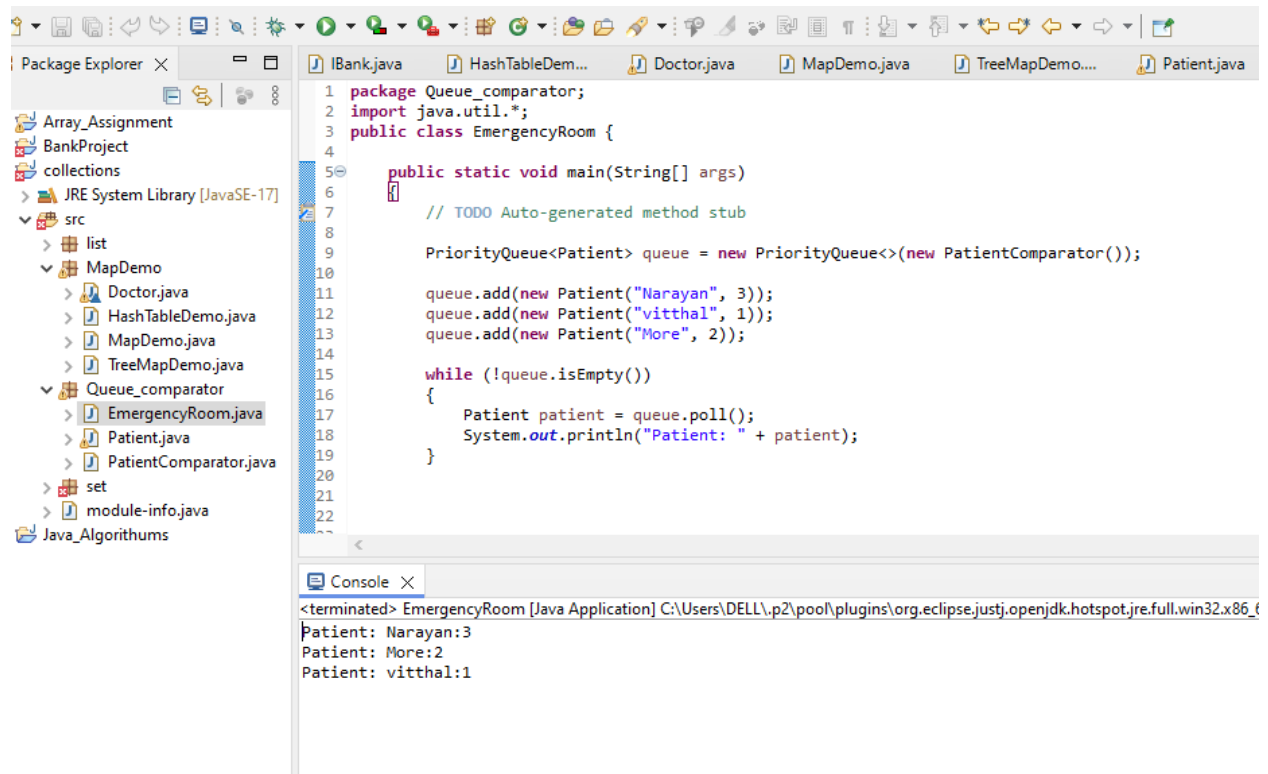 Package Explorer
Array_Assignment
BankProject
collections
JRE System Library [JavaSE-17]
src
list
MapDemo
Doctor.java
HashTableDemo.java
MapDemo.java
TreeMapDemo.java
Queue_comparator
EmergencyRoom.java
Patient.java
PatientComparator.java
set
module-info.java
Java_Algorithums
IBank.java HashTableDem... Doctor.java MapDemo.java TreeMapDemo.... Patient.java
1 package Queue_comparator;
2 import java.util.*;
3 public class EmergencyRoom {
4
5 public static void main(String[] args)
6 {
7 // TODO Auto-generated method stub
8
9 PriorityQueue<Patient> queue = new PriorityQueue<>(new PatientComparator());
10
11 queue.add(new Patient("Narayan", 3));
12 queue.add(new Patient("vitthal", 1));
13 queue.add(new Patient("More", 2));
14
15 while (!queue.isEmpty())
16 {
17 Patient patient = queue.poll();
18 System.out.println("Patient: " + patient);
19 }
20
21
22
Console
<terminated> EmergencyRoom [Java Application] C:\Users\DELL\.p2\pool\plugins\org.eclipse.justj.openjdk.hotspot.jre.full.win32.x86_6
Patient: Narayan:3
Patient: More:2
Patient: vitthal:1